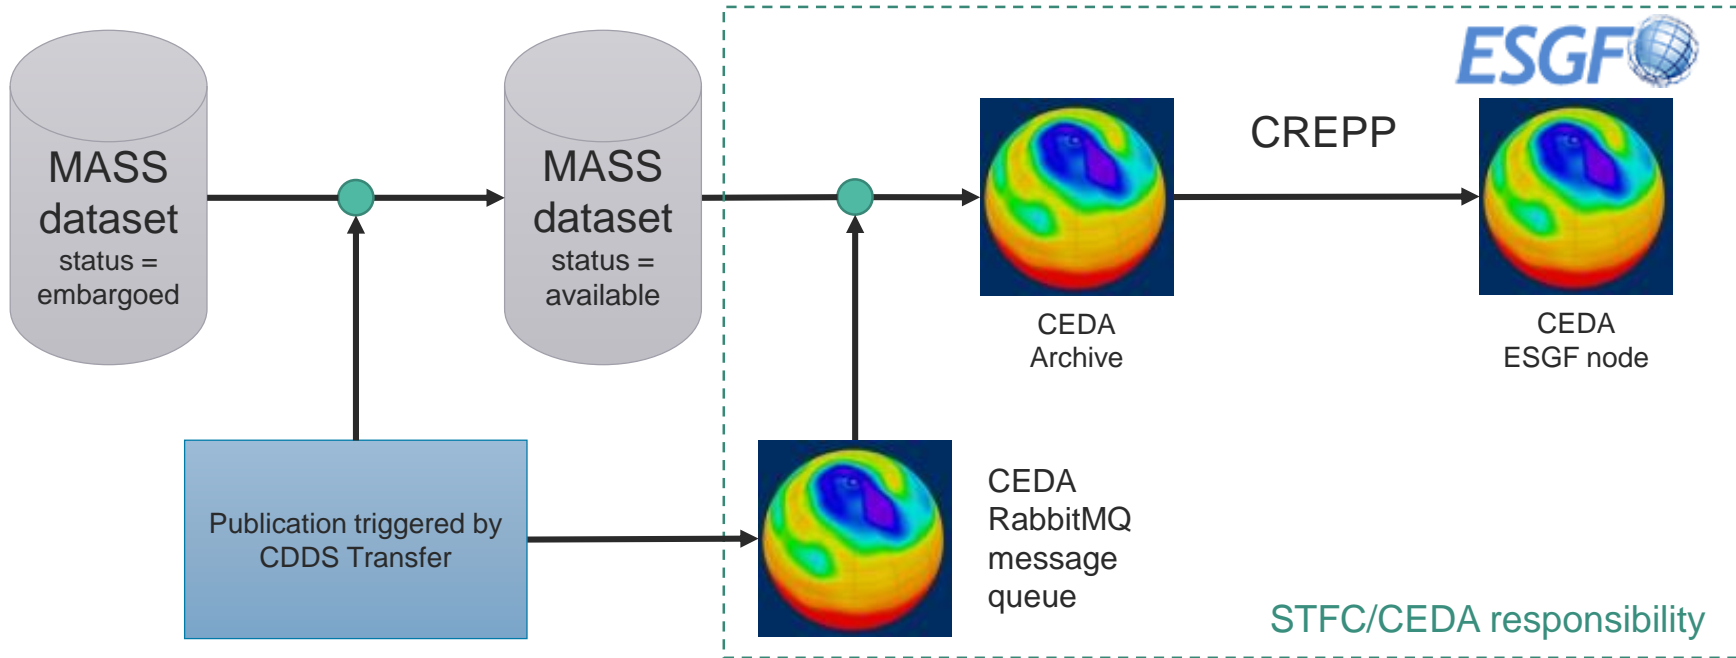 ESGF
MASS
dataset
status =
embargoed
MASS
dataset
status =
available
CREPP
CEDA
Archive
CEDA
ESGF node
Publication triggered by
CDDS Transfer
CEDA
RabbitMQ
message
queue
STFC/CEDA responsibility